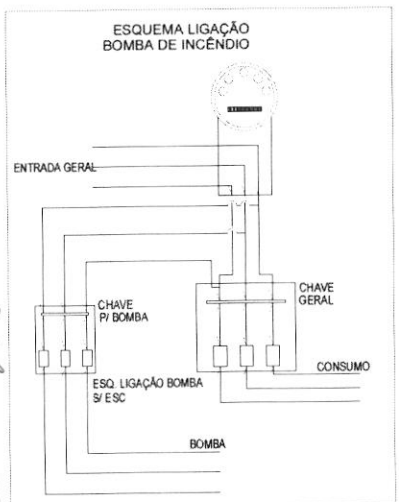 ESQUEMA LIGAÇÃO
BOMBA DE INCÊNDIO
ENTRADA GERAL
CHAVE
GERAL
CHAVE
P/ BOMBA
CONSUMO
ESQ. LIGAÇÃO BOMBA
S/ ESC
BOMBA